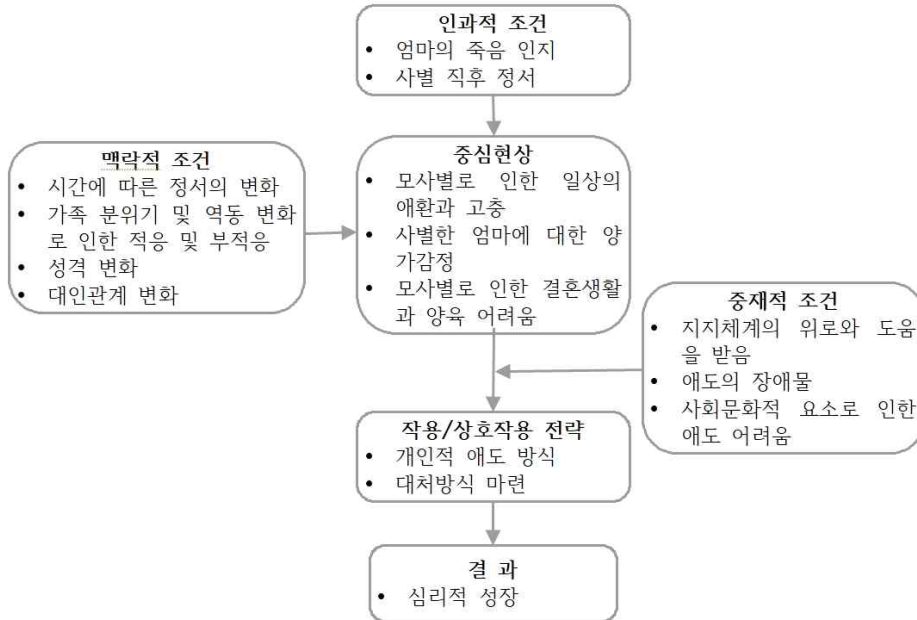 인과적 조건
• 엄마의 죽음 인지
• 사별 직후 정서
맥락적 조건
• 시간에 따른 정서의 변화
• 가족 분위기 및 역동 변화
로 인한 적응 및 부적응
• 성격 변화
• 대인관계 변화
중심현상
• 모사별로 인한 일상의
애환과 고충
• 사별한 엄마에 대한 양
가감정
• 모사별로 인한 결혼생활
과 양육 어려움
중재적 조건
• 지지체계의 위로와 도움
을 받음
• 애도의 장애물
• 사회문화적 요소로 인한
애도 어려움
작용/상호작용 전략
• 개인적 애도 방식
• 대처방식 마련
결 과
• 심리적 성장